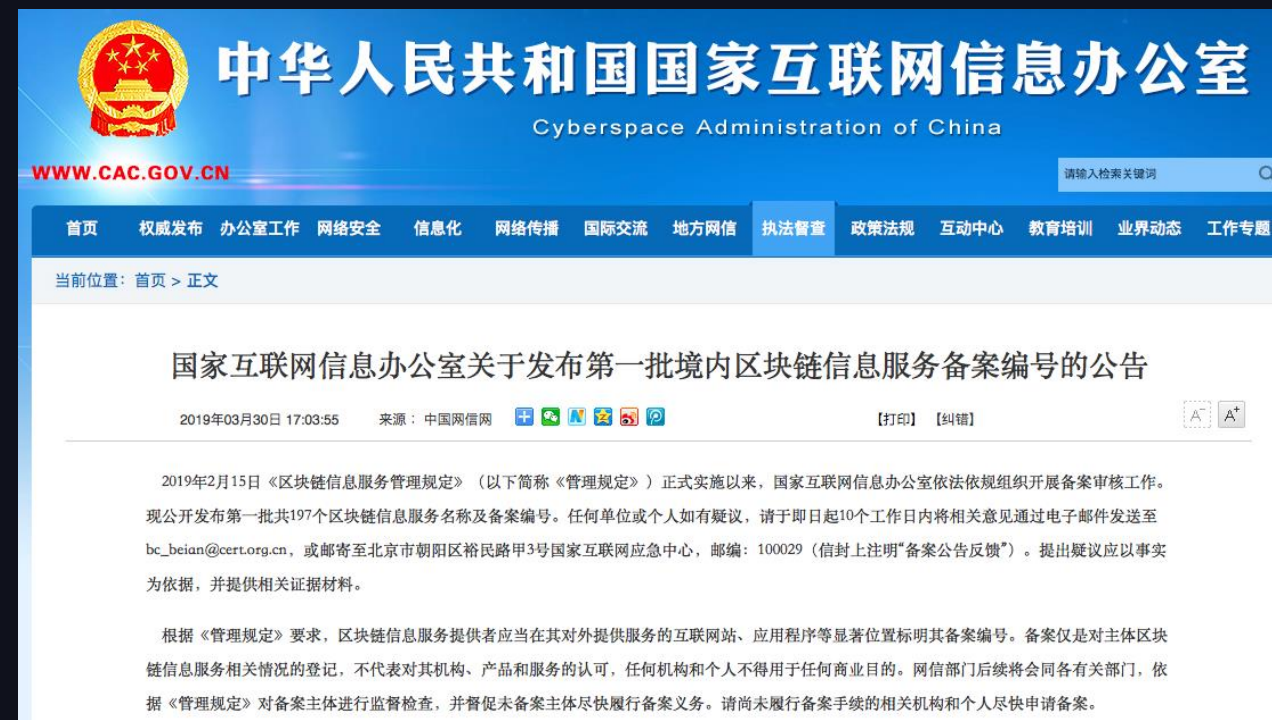 中华人民共和国国家互联网信息办公室
Cyberspace Administration of China
WWW.CAC.GOV.CN
请输入检索关键词
首页 权威发布 办公室工作 网络安全 信息化 网络传播 国际交流 地方网信 执法督查 政策法规 互动中心 教育培训 业界动态 工作专题
当前位置：首页 > 正文
国家互联网信息办公室关于发布第一批境内区块链信息服务备案编号的公告
2019年03月30日 17:03:55 来源：中国网信网 【打印】 【纠错】 A- A+
2019年2月15日《区块链信息服务管理规定》（以下简称《管理规定》）正式实施以来，国家互联网信息办公室依法依规组织开展备案审核工作。
现公开发布第一批共197个区块链信息服务名称及备案编号。任何单位或个人如有疑议，请于即日起10个工作日内将相关意见通过电子邮件发送至
bc_beian@cert.org.cn，或邮寄至北京市朝阳区裕民路甲3号国家互联网应急中心，邮编：100029（信封上注明“备案公告反馈”）。提出疑议应以事实
为依据，并提供相关证据材料。
根据《管理规定》要求，区块链信息服务提供者应当在其对外提供服务的互联网站、应用程序等显著位置标明其备案编号。备案仅是对主体区块
链信息服务相关情况的登记，不代表对其机构、产品和服务的认可，任何机构和个人不得用于任何商业目的。网信部门后续将会同各有关部门，依
据《管理规定》对备案主体进行监督检查，并督促未备案主体尽快履行备案义务。请尚未履行备案手续的相关机构和个人尽快申请备案。